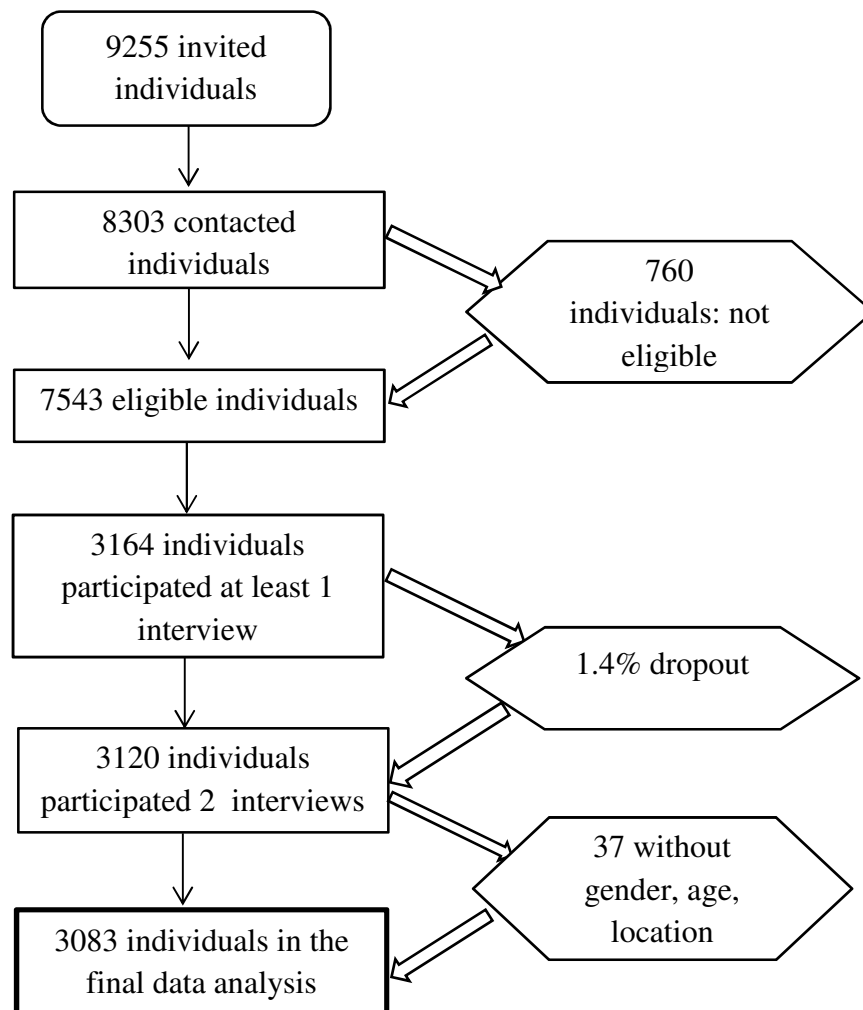 9255 invited
individuals
8303 contacted
individuals
760
individuals: not
eligible
7543 eligible individuals
3164 individuals
participated at least 1
interview
1.4% dropout
3120 individuals
participated 2 interviews
37 without
gender, age,
location
3083 individuals in the
final data analysis